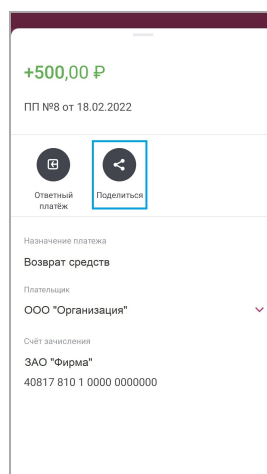 +500,00 ₽
ПП №8 от 18.02.2022
Ответный Поделиться
платёж
Назначение платежа
Возврат средств
Плательщик
ООО "Организация"
Счёт зачисления
ЗАО "Фирма"
40817 810 1 0000 0000000